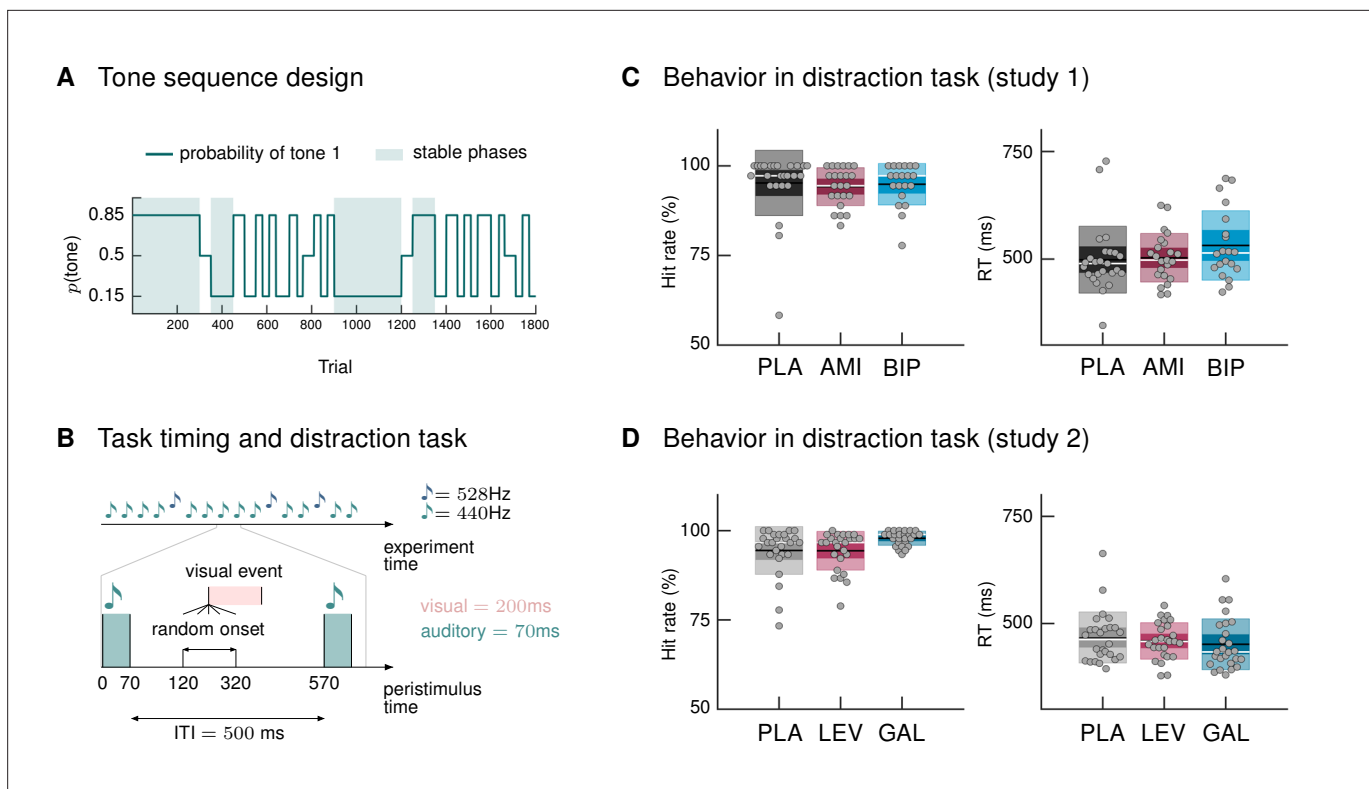 A Tone sequence design
probability of tone 1
stable phases
0.85
0.5
0.15
p(tone)
200 400 600 800 1000 1200 1400 1600 1800
Trial
B Task timing and distraction task
= 528Hz
= 440Hz
experiment
time
visual event
random onset
visual = 200ms
auditory = 70ms
0 70 120 320 570
peristimulus
time
ITI = 500 ms
C Behavior in distraction task (study 1)
100
75
50
Hit rate (%)
PLA AMI BIP
750
500
RT (ms)
PLA AMI BIP
D Behavior in distraction task (study 2)
100
75
50
Hit rate (%)
PLA LEV GAL
750
500
RT (ms)
PLA LEV GAL